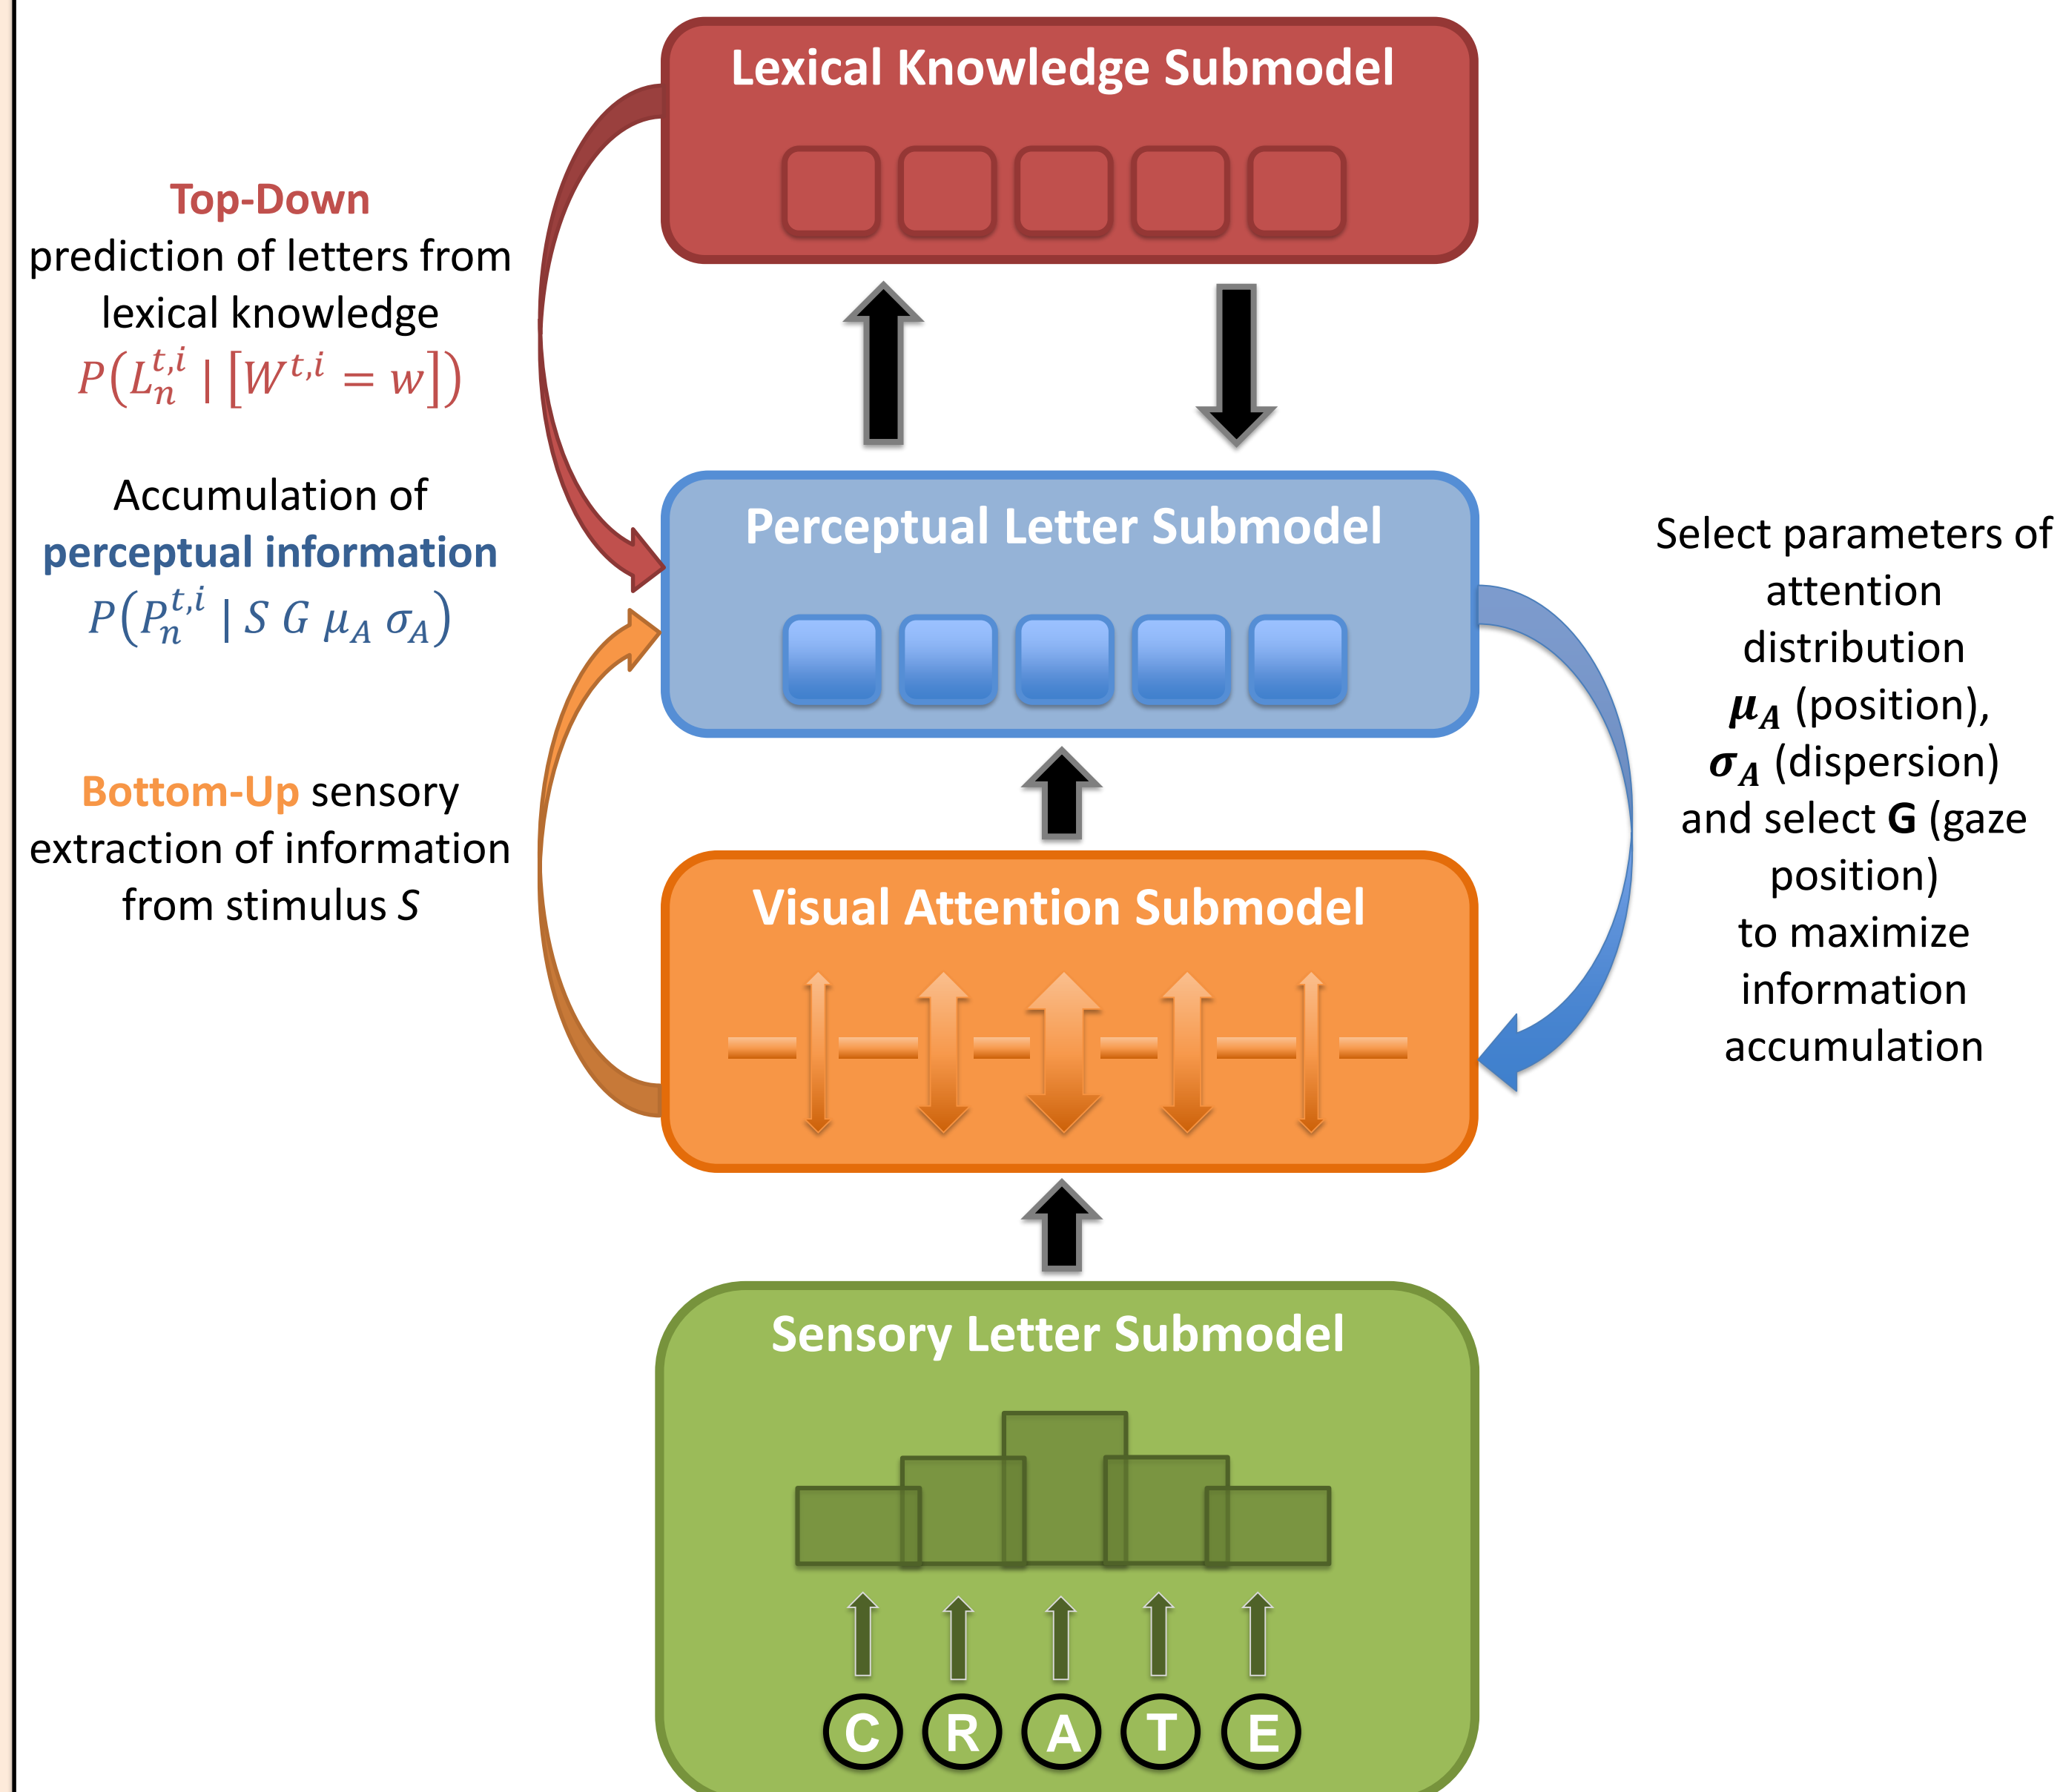 Lexical Knowledge Submodel
Top-Down
prediction of letters from
lexical knowledge
P(L_n^{t,i} | [W^{t,i} = w])
Accumulation of
perceptual information
P(P_n^{t,i} | S G μ_A σ_A)
Bottom-Up sensory
extraction of information
from stimulus S
Perceptual Letter Submodel
Select parameters of
attention
distribution
μ_A (position),
σ_A (dispersion)
and select G (gaze
position)
to maximize
information
accumulation
Visual Attention Submodel
Sensory Letter Submodel
C R A T E